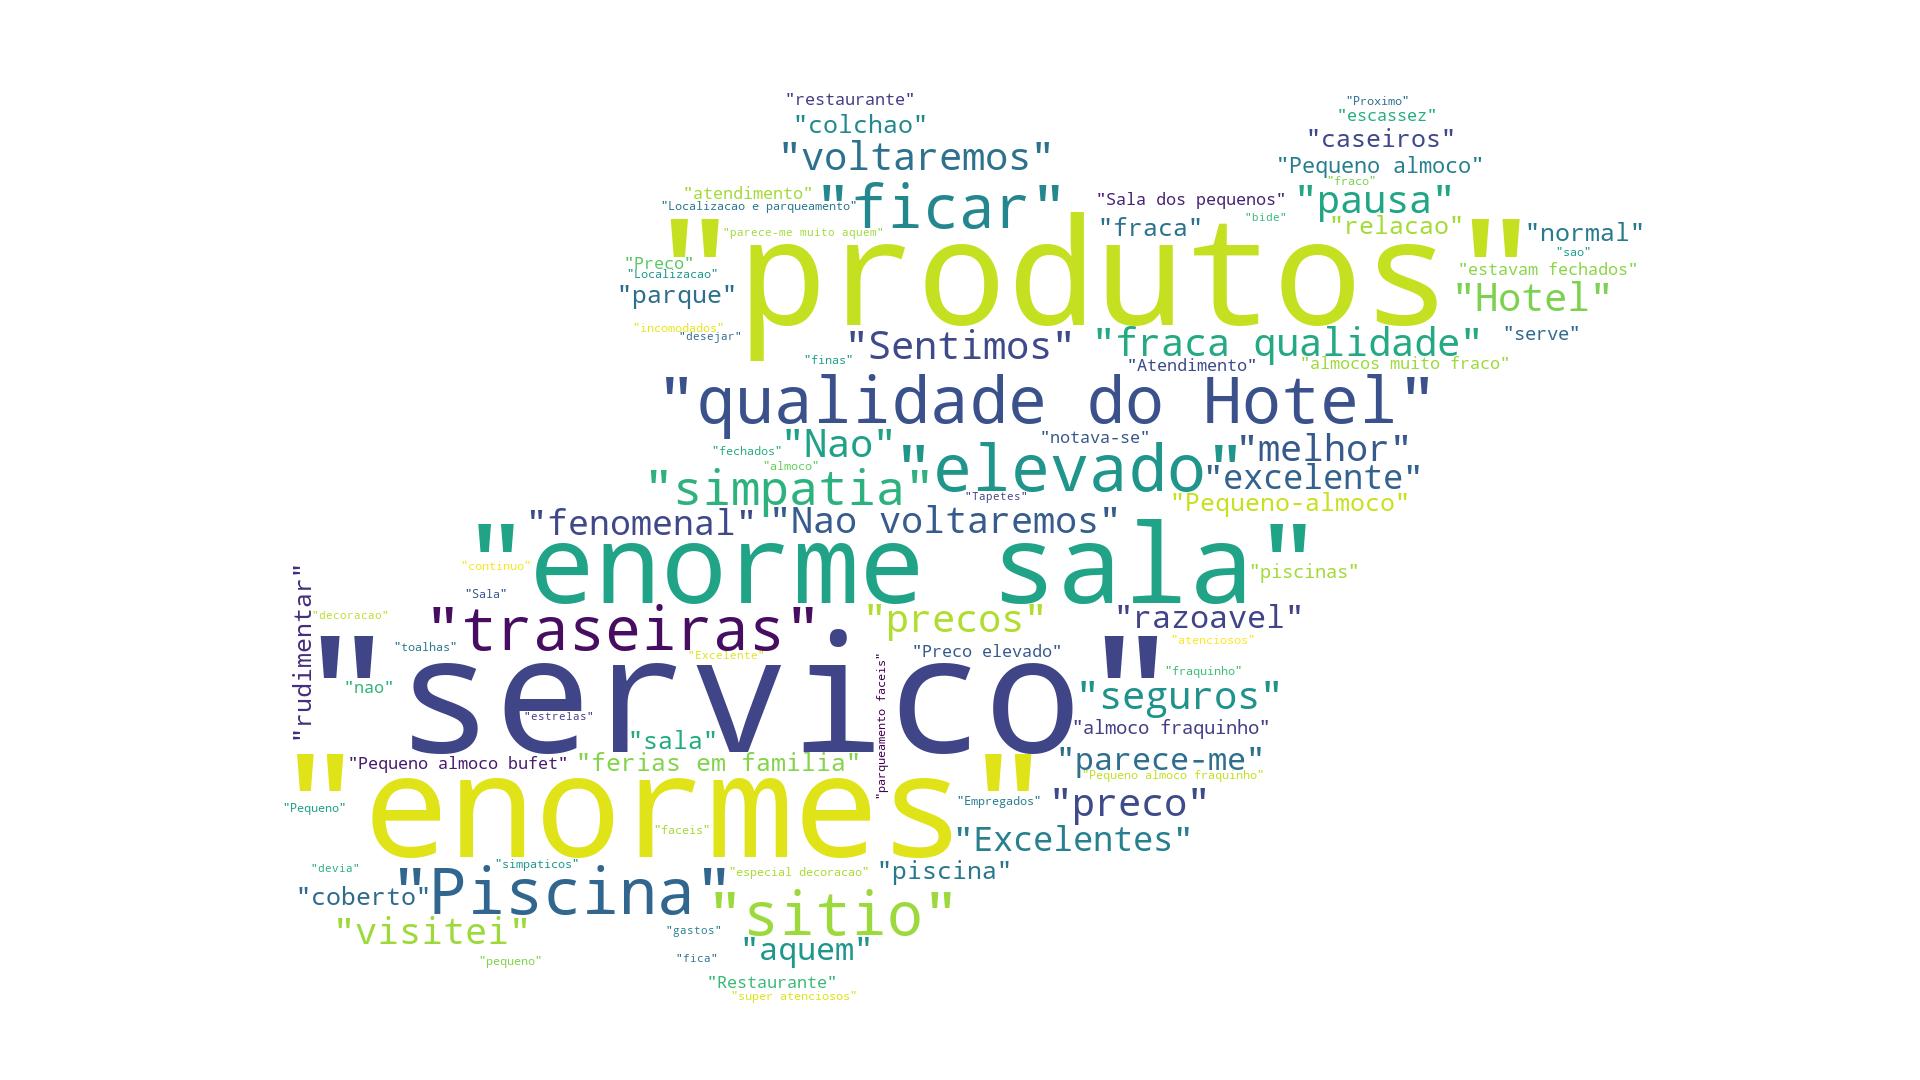 "restaurante"
"Proximo"
"colchao"
"escassez"
"voltaremos"
"caseiros"
"Pequeno almoco"
"fraco"
"atendimento"
"ficar"
"Sala dos pequenos"
"pausa"
"Localizacao e parqueamento"
"bide"
"relacao"
"parece-me muito aquem"
"fraca"
"normal"
"produtos"
"sao"
"Preco"
"estavam fechados"
"Localizacao"
"parque"
"Hotel"
"incomodados"
"desejar"
"Sentimos"
"fraca qualidade"
"serve"
"finas"
"Atendimento"
"almocos muito fraco"
"qualidade do Hotel"
"notava-se"
"Nao"
"melhor"
"fechados"
"almoco"
"elevado"
"excelente"
"simpatia"
"Tapetes"
"Pequeno-almoco"
"fenomenal"
"Nao voltaremos"
"enorme sala"
"continuo"
"piscinas"
"Sala"
"rudimentar"
"decoracao"
"traseiras"
"precos"
"razoavel"
"toalhas"
"Excelente"
"Preco elevado"
"atenciosos"
"nao"
"servico"
"fraquinho"
"seguros"
"estrelas"
"parqueamento faceis"
"sala"
"almoco fraquinho"
"Pequeno almoco bufet"
"ferias em familia"
"parece-me"
"Pequeno almoco fraquinho"
"Pequeno"
"enormes"
"Empregados"
"preco"
"faceis"
"Excelentes"
"devia"
"simpaticos"
"especial decoracao"
"piscina"
"coberto"
"Piscina"
"sitio"
"visitei"
"gastos"
"aquem"
"pequeno"
"fica"
"Restaurante"
"super atenciosos"